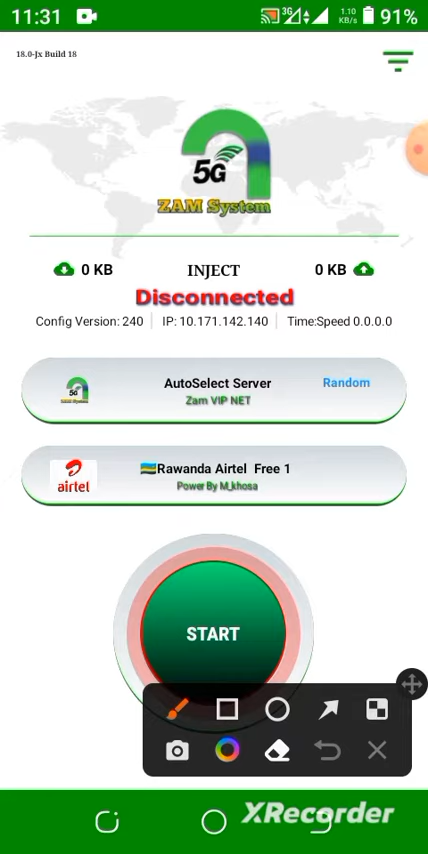 11:31
3G
1.10
KB/s
91%
18.0-Jx Build 18
5G
ZAM System
0 KB
INJECT
0 KB
Disconnected
Config Version: 240
IP: 10.171.142.140
Time:Speed 0.0.0.0
5G
AutoSelect Server
Random
Zam VIP NET
airtel
Rawanda Airtel Free 1
Power By M_khosa
START
XRecorder